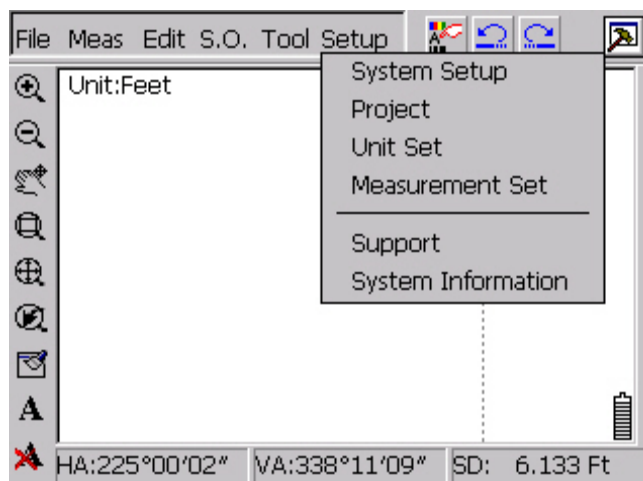 File Meas Edit S.O. Tool Setup
System Setup
Unit:Feet
Project
Unit Set
Measurement Set
Support
System Information
A
HA:225°00'02" VA:338°11'09" SD: 6.133 Ft